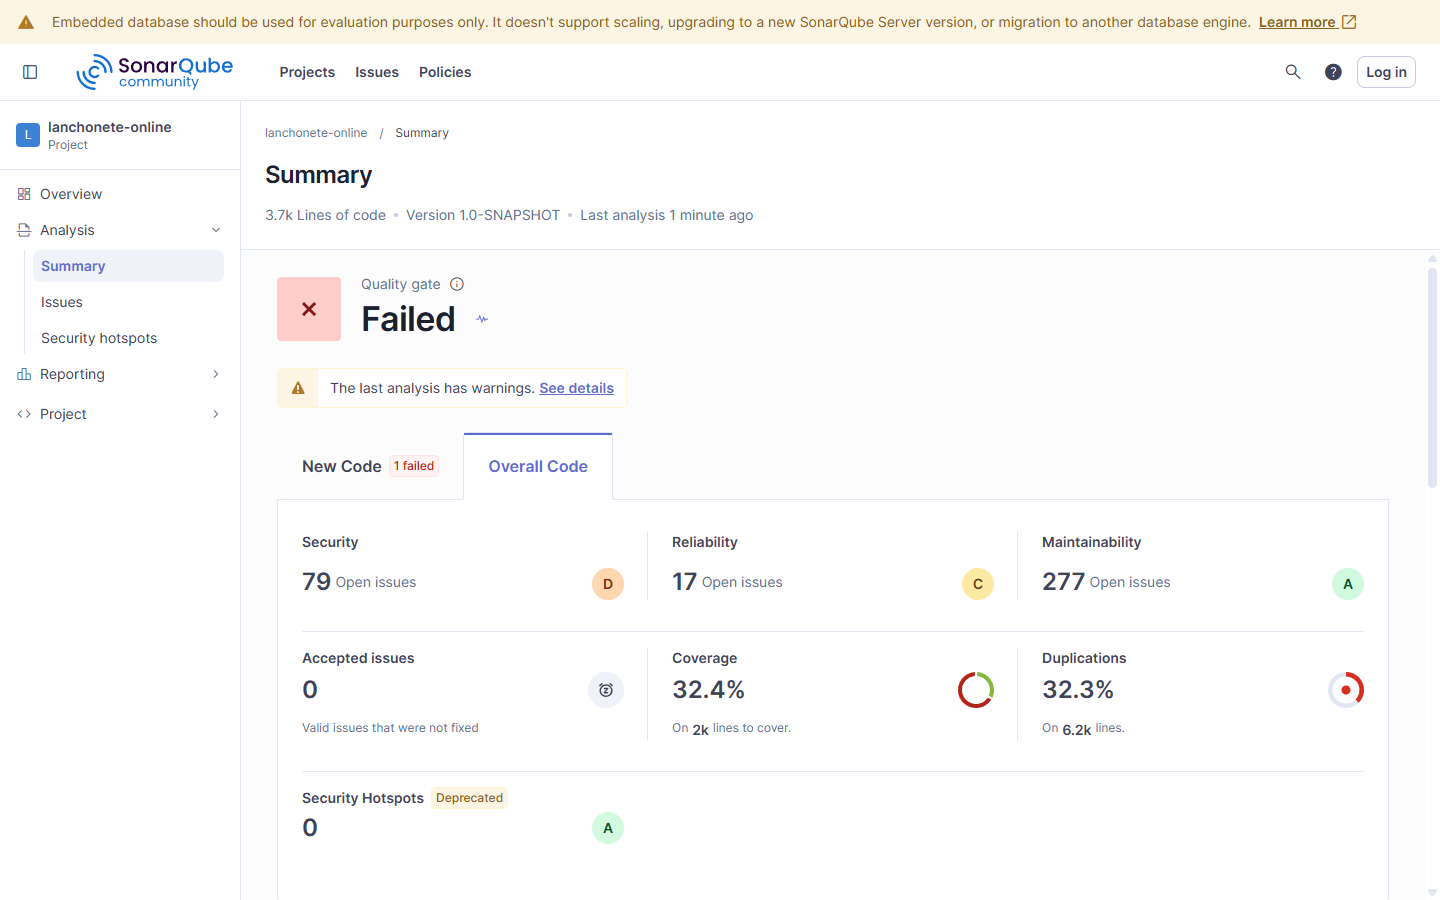 Embedded database should be used for evaluation purposes only. It doesn't support scaling, upgrading to a new SonarQube Server version, or migration to another database engine. Learn more
SonarQube community
Projects Issues Policies
? Log in
L lanchonete-online
Project
Overview
Analysis
Summary
Issues
Security hotspots
Reporting
Project
lanchonete-online / Summary
Summary
3.7k Lines of code • Version 1.0-SNAPSHOT • Last analysis 1 minute ago
Quality gate
Failed
The last analysis has warnings. See details
New Code 1 failed Overall Code
Security
79 Open issues D
Reliability
17 Open issues C
Maintainability
277 Open issues A
Accepted issues
0
Valid issues that were not fixed
Coverage
32.4%
On 2k lines to cover.
Duplications
32.3%
On 6.2k lines.
Security Hotspots Deprecated
0 A